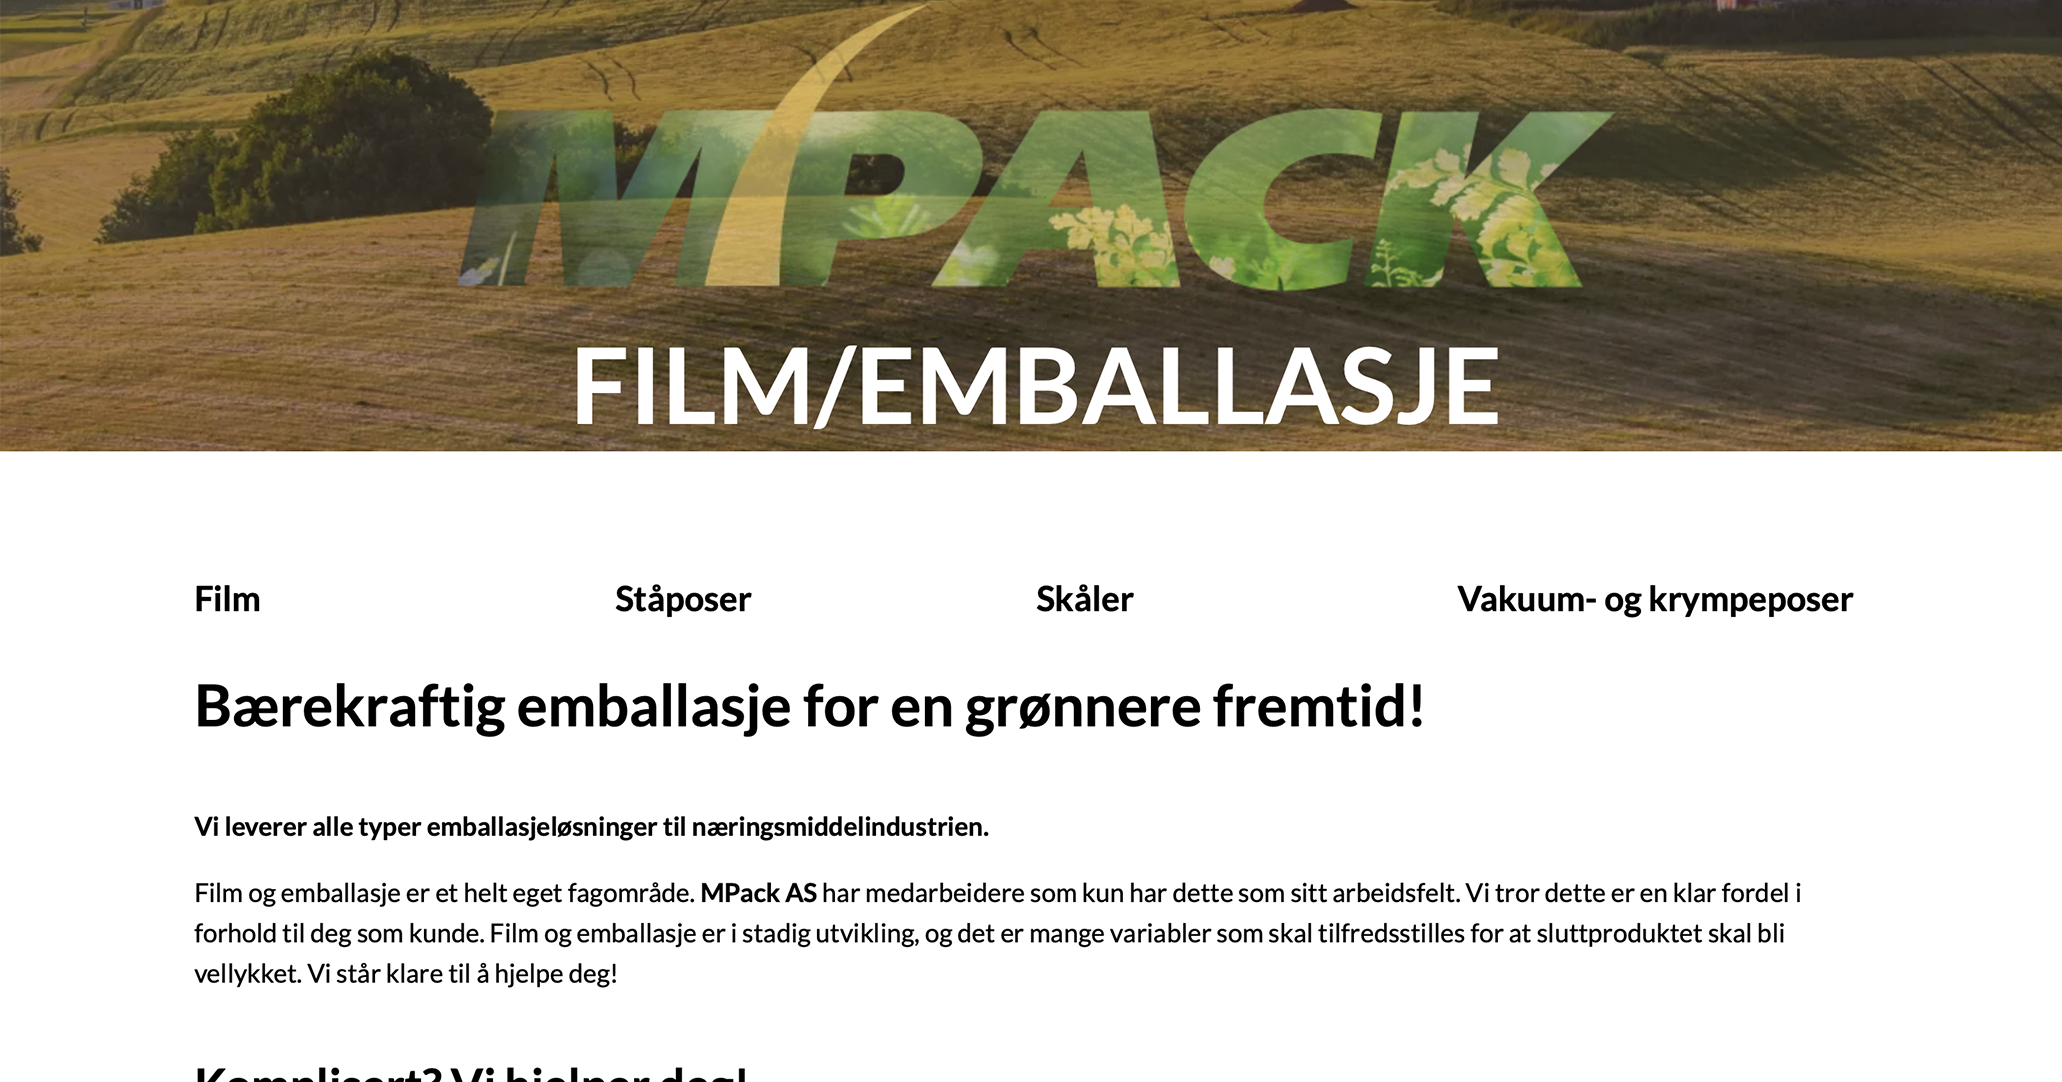 MPACK
FILM/EMBALLASJE
Film
Ståposer
Skåler
Vakuum- og krympeposer
Bærekraftig emballasje for en grønnere fremtid!
Vi leverer alle typer emballasjeløsninger til næringsmiddelindustrien.
Film og emballasje er et helt eget fagområde. MPack AS har medarbeidere som kun har dette som sitt arbeidsfelt. Vi tror dette er en klar fordel i
forhold til deg som kunde. Film og emballasje er i stadig utvikling, og det er mange variabler som skal tilfredsstilles for at sluttproduktet skal bli
vellykket. Vi står klare til å hjelpe deg!
Komplisert? Vi hjelper deg!